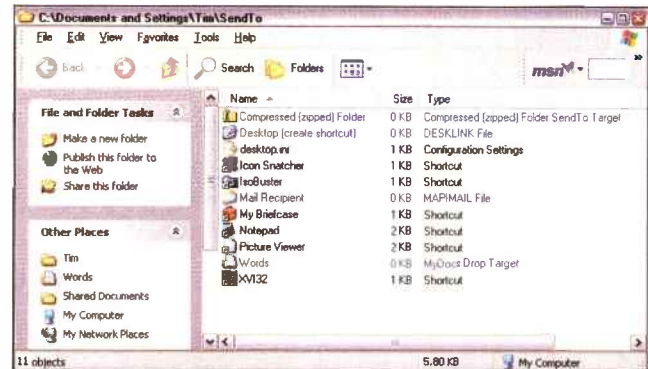 C:\Documents and Settings\Tim\SendTo
File Edit View Favorites Tools Help
Back Search Folders msn
File and Folder Tasks
Make a new folder
Publish this folder to
the Web
Share this folder
Other Places
Tim
Words
Shared Documents
My Computer
My Network Places
Name Size Type
Compressed (zipped) Folder 0 KB Compressed (zipped) Folder SendTo Target
Desktop (create shortcut) 0 KB DESKLINK File
desktop.ini 1 KB Configuration Settings
Icon Snatcher 1 KB Shortcut
IsoBuster 1 KB Shortcut
Mail Recipient 0 KB MAPIMAIL File
My Briefcase 1 KB Shortcut
Notepad 2 KB Shortcut
Picture Viewer 2 KB Shortcut
Words 0 KB MyDocs Drop Target
XVI32 1 KB Shortcut
11 objects 5.80 KB My Computer